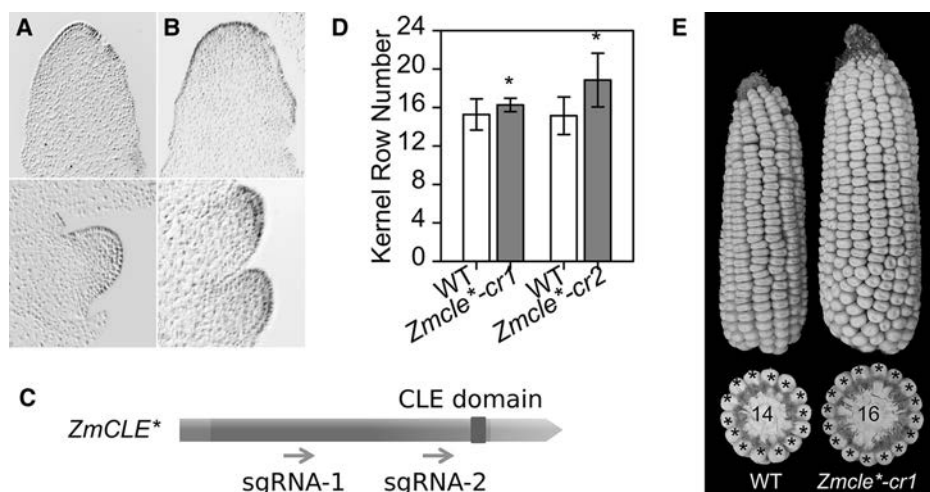 A
B
D
Kernel Row Number
24
20
16
12
8
4
0
*
*
WT
Zmcle*-cr1
WT
Zmcle*-cr2
E
14
16
WT
Zmcle*-cr1
C
ZmCLE*
CLE domain
sgRNA-1
sgRNA-2